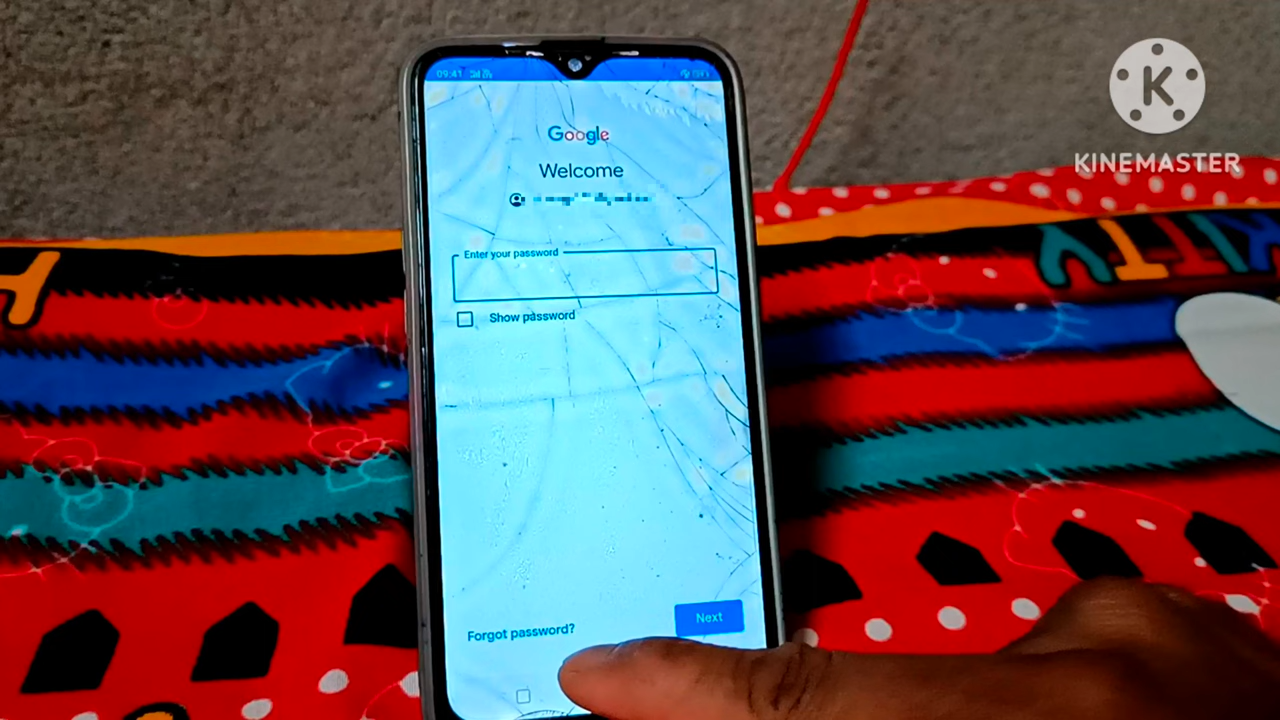 09:41
Google
Welcome
Enter your password
Show password
Forgot password?
Next
K
KINEMASTER